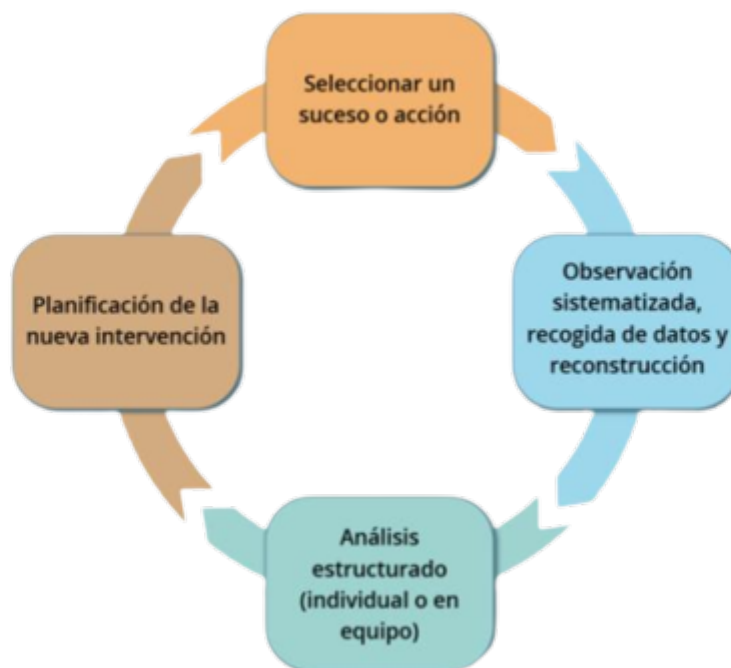 Seleccionar un
suceso o acción
Observación
sistematizada,
recogida de datos y
reconstrucción
Análisis
estructurado
(individual o en
equipo)
Planificación de la
nueva intervención